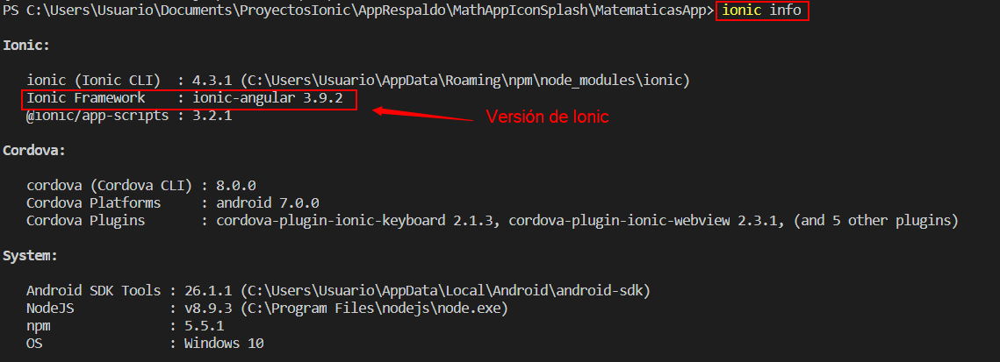 PS C:\Users\Usuario\Documents\ProyectosIonic\AppRespaldo\MathAppIconSplash\MatematicasApp> ionic info
Ionic:
ionic (Ionic CLI) : 4.3.1 (C:\Users\Usuario\AppData\Roaming\npm\node_modules\ionic)
Ionic Framework : ionic-angular 3.9.2
@ionic/app-scripts : 3.2.1
Versión de Ionic
Cordova:
cordova (Cordova CLI) : 8.0.0
Cordova Platforms : android 7.0.0
Cordova Plugins : cordova-plugin-ionic-keyboard 2.1.3, cordova-plugin-ionic-webview 2.3.1, (and 5 other plugins)
System:
Android SDK Tools : 26.1.1 (C:\Users\Usuario\AppData\Local\Android\android-sdk)
NodeJS : v8.9.3 (C:\Program Files\nodejs\node.exe)
npm : 5.5.1
OS : Windows 10